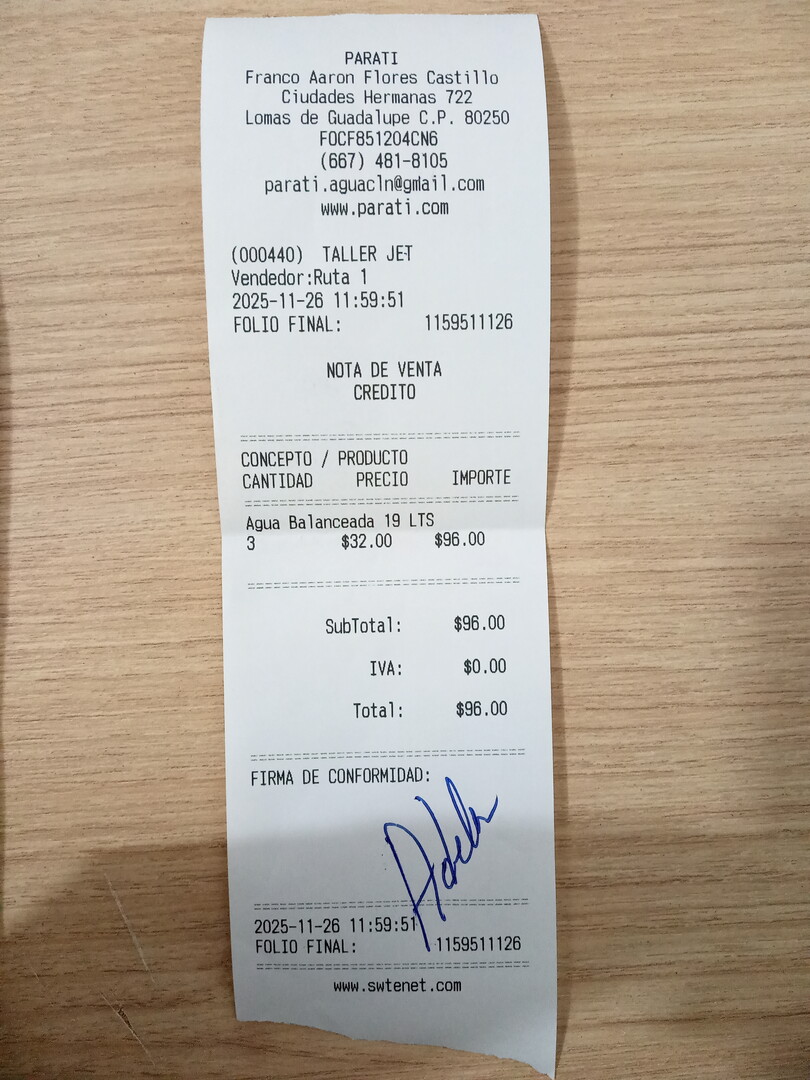 PARATI
Franco Aaron Flores Castillo
Ciudades Hermanas 722
Lomas de Guadalupe C.P. 80250
FOCF851204CN6
(667) 481-8105
parati.aguacln@gmail.com
www.parati.com
(000440) TALLER JET
Vendedor:Ruta 1
2025-11-26 11:59:51
FOLIO FINAL: 1159511126
NOTA DE VENTA
CREDITO
CONCEPTO / PRODUCTO
CANTIDAD PRECIO IMPORTE
Agua Balanceada 19 LTS
3 $32.00 $96.00
SubTotal: $96.00
IVA: $0.00
Total: $96.00
FIRMA DE CONFORMIDAD:
2025-11-26 11:59:51
FOLIO FINAL: 1159511126
www.swtenet.com